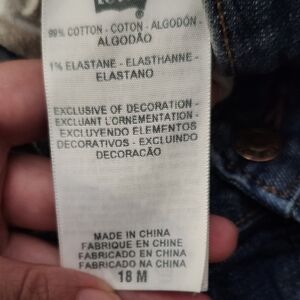 ®
99% COTTON - COTON - ALGODÓN -
ALGODÃO
1% ELASTANE - ELASTHANNE -
ELASTANO
EXCLUSIVE OF DECORATION -
EXCLUANT L'ORNEMENTATION -
EXCLUYENDO ELEMENTOS
DECORATIVOS - EXCLUINDO
DECORAÇÃO
MADE IN CHINA
FABRIQUÉ EN CHINE
FABRICADO EN CHINA
FABRICADO NA CHINA
18 M